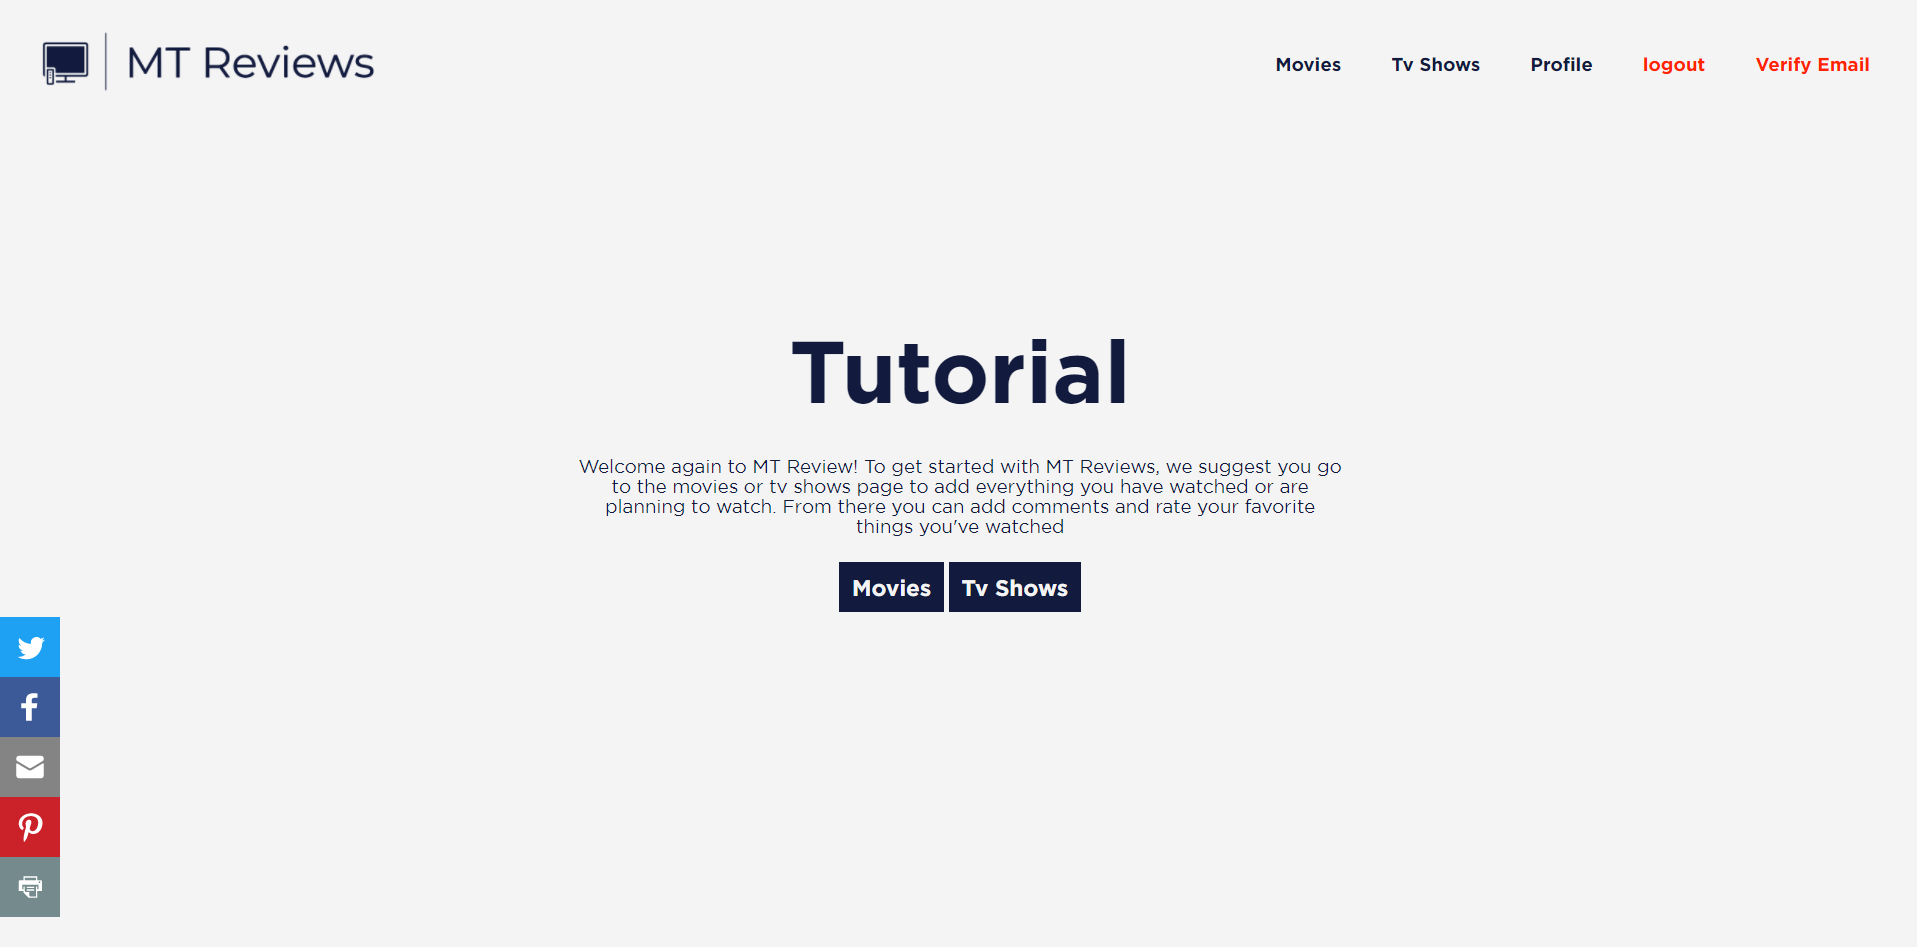 MT Reviews
Movies
Tv Shows
Profile
logout
Verify Email
Tutorial
Welcome again to MT Review! To get started with MT Reviews, we suggest you go
to the movies or tv shows page to add everything you have watched or are
planning to watch. From there you can add comments and rate your favorite
things you've watched
Movies
Tv Shows